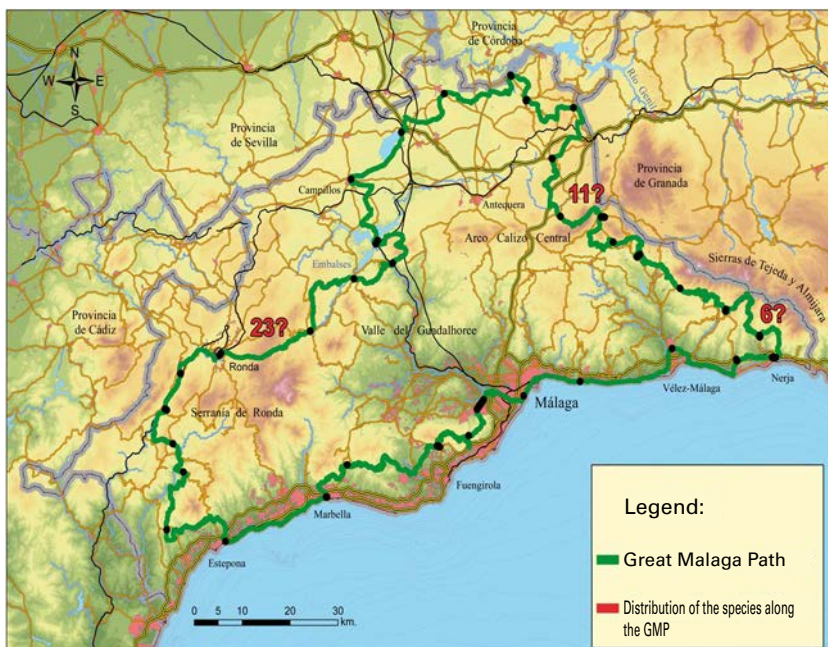 Provincia
de Córdoba
N
W E
S
Río Genil
Provincia
de Sevilla
Provincia
de Granada
Campillos
11?
Antequera
Arco Calizo Central
Sierras de Tejeda y Almijara
Embalses
Provincia
de Cádiz
23?
Valle del Guadalhorce
6?
Ronda
Nerja
Vélez-Málaga
Málaga
Serranía de Ronda
Fuengirola
Marbella
Estepona
0 5 10 20 30
km.
Legend:
Great Malaga Path
Distribution of the species along
the GMP